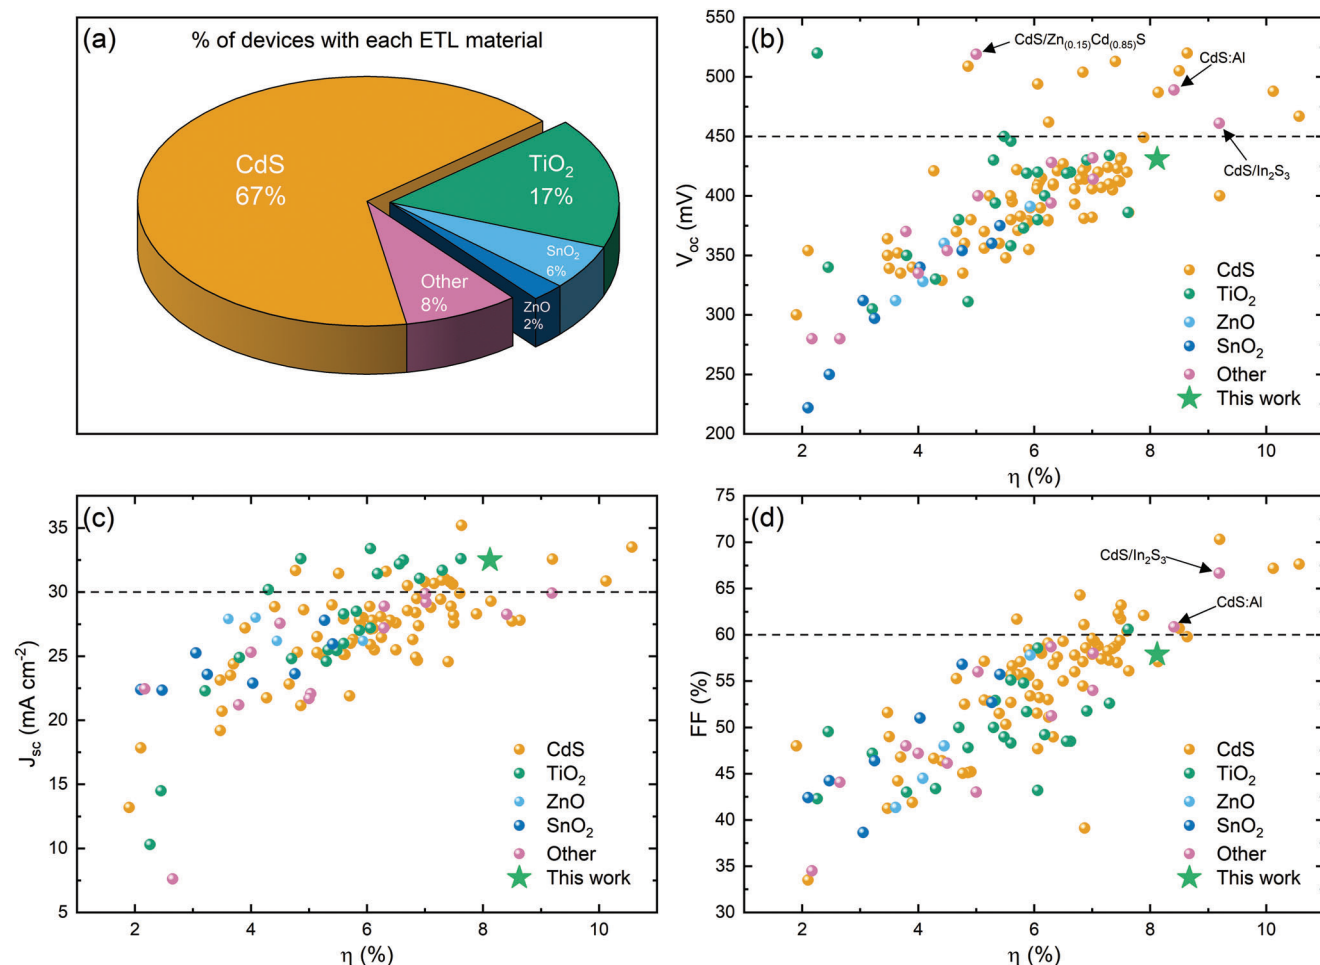 (a)
% of devices with each ETL material
CdS
67%
TiO₂
17%
SnO₂
6%
ZnO
2%
Other
8%
(b)
550
500
450
400
350
300
250
200
V_oc (mV)
2 4 6 8 10
η (%)
CdS/Zn₍₀.₁₅₎Cd₍₀.₈₅₎S
CdS:Al
CdS/In₂S₃
CdS
TiO₂
ZnO
SnO₂
Other
This work
(c)
35
30
25
20
15
10
5
J_sc (mA cm⁻²)
2 4 6 8 10
η (%)
CdS
TiO₂
ZnO
SnO₂
Other
This work
(d)
75
70
65
60
55
50
45
40
35
30
FF (%)
2 4 6 8 10
η (%)
CdS/In₂S₃
CdS:Al
CdS
TiO₂
ZnO
SnO₂
Other
This work